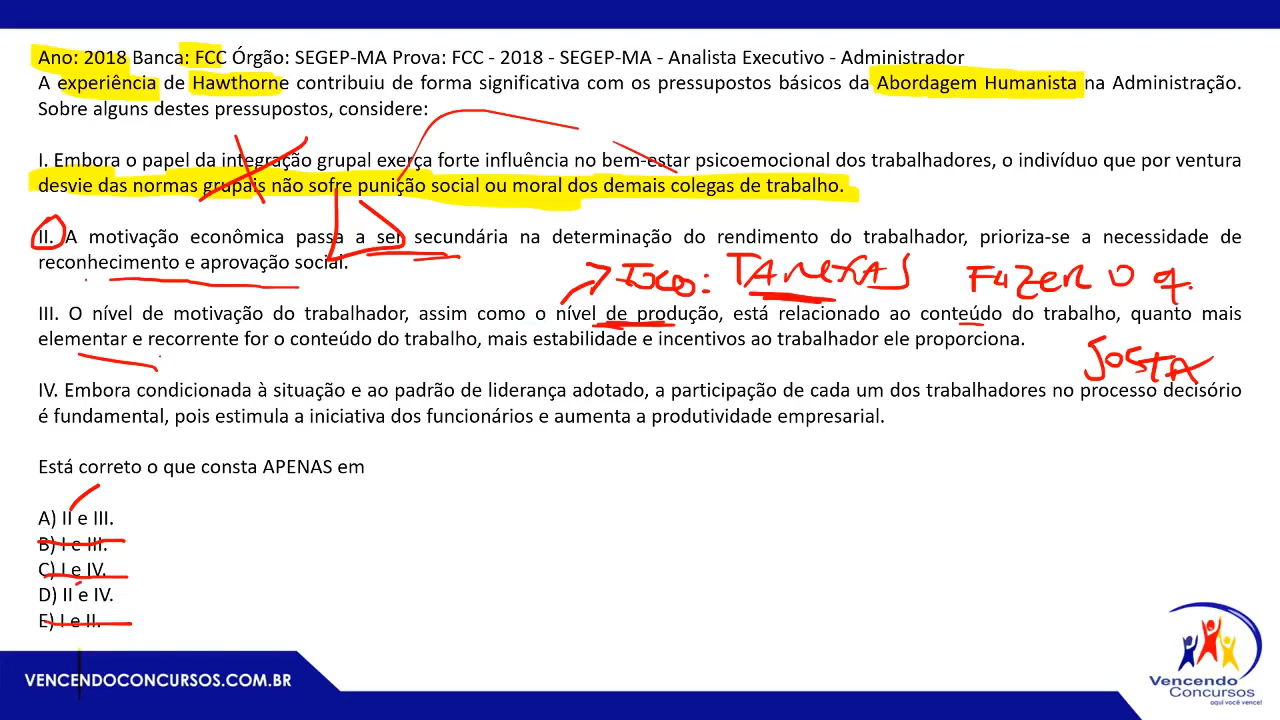 Ano: 2018 Banca: FCC Órgão: SEGEP-MA Prova: FCC - 2018 - SEGEP-MA - Analista Executivo - Administrador
A experiência de Hawthorne contribuiu de forma significativa com os pressupostos básicos da Abordagem Humanista na Administração.
Sobre alguns destes pressupostos, considere:
I. Embora o papel da integração grupal exerça forte influência no bem-estar psicoemocional dos trabalhadores, o indivíduo que por ventura
desvie das normas grupais não sofre punição social ou moral dos demais colegas de trabalho.
II. A motivação econômica passa a ser secundária na determinação do rendimento do trabalhador, prioriza-se a necessidade de
reconhecimento e aprovação social.
FOCO: TAREFAS FAZER O q.
III. O nível de motivação do trabalhador, assim como o nível de produção, está relacionado ao conteúdo do trabalho, quanto mais
elementar e recorrente for o conteúdo do trabalho, mais estabilidade e incentivos ao trabalhador ele proporciona.
IV. Embora condicionada à situação e ao padrão de liderança adotado, a participação de cada um dos trabalhadores no processo decisório
é fundamental, pois estimula a iniciativa dos funcionários e aumenta a produtividade empresarial.
Está correto o que consta APENAS em
A) II e III.
B) I e III.
C) I e IV.
D) II e IV.
E) I e II.
VENCENDOCONCURSOS.COM.BR
Vencendo
Concursos
aqui você vence!